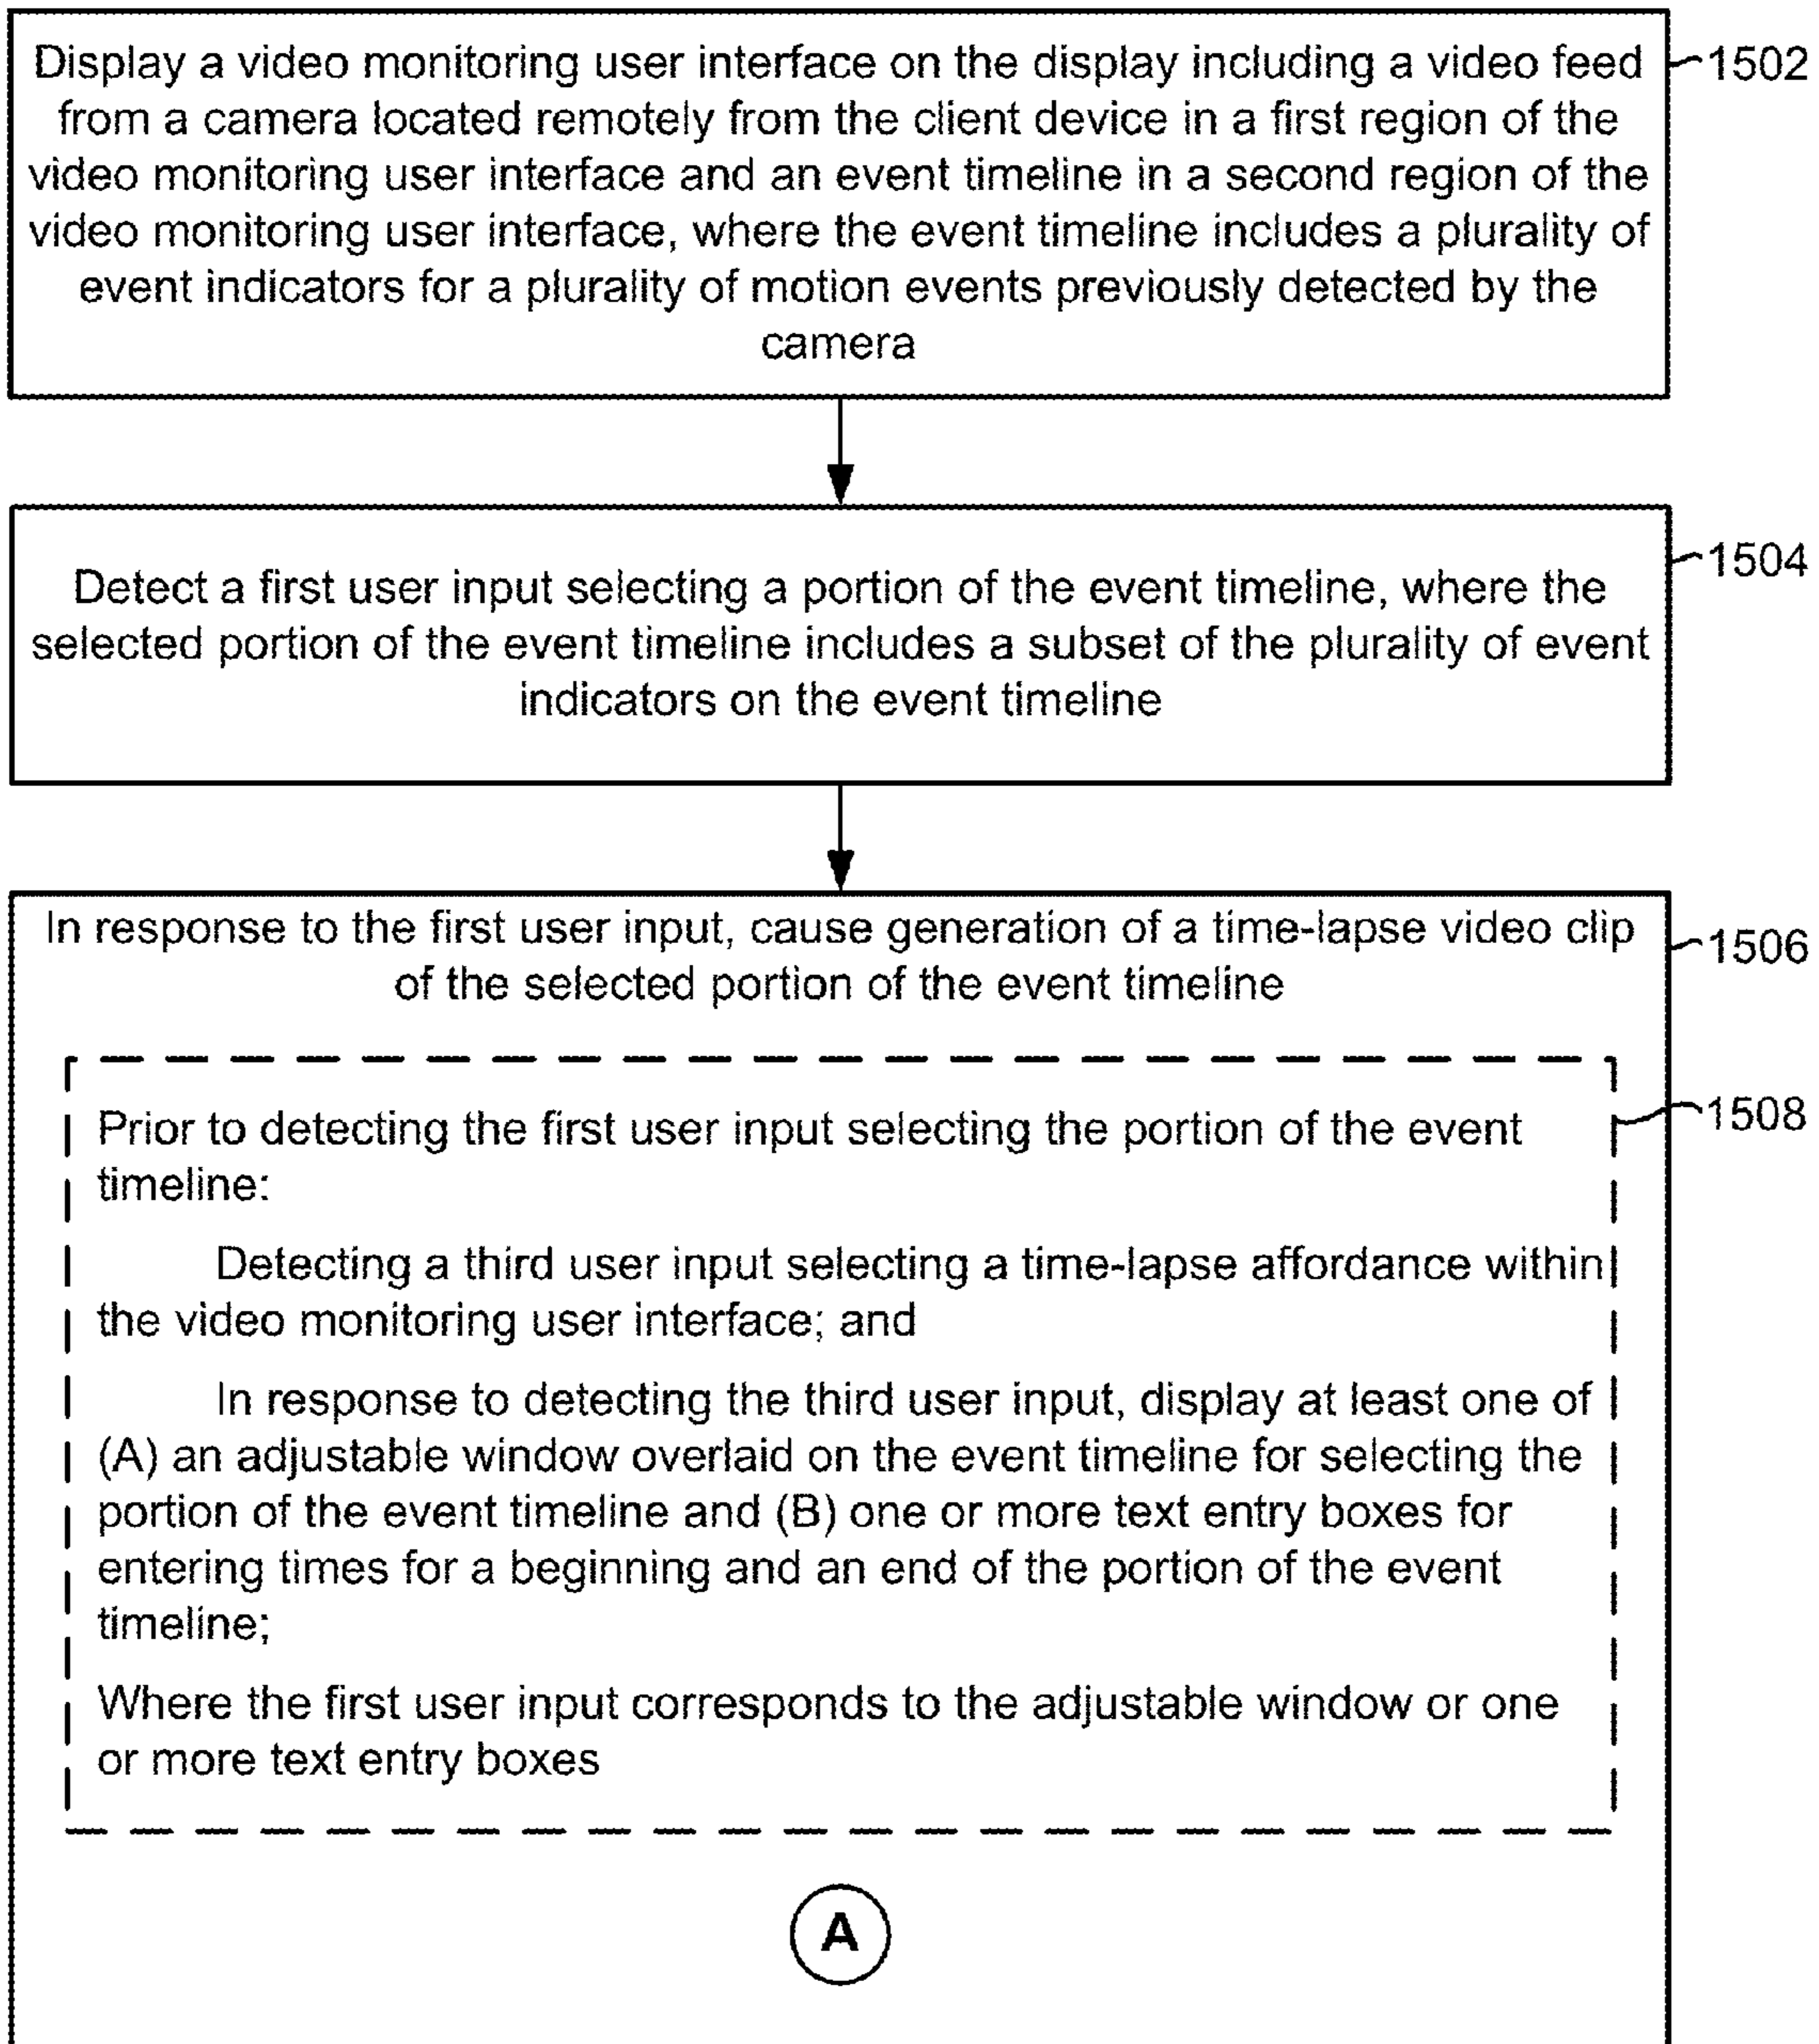 Display a video monitoring user interface on the display including a video feed
from a camera located remotely from the client device in a first region of the
video monitoring user interface and an event timeline in a second region of the
video monitoring user interface, where the event timeline includes a plurality of
event indicators for a plurality of motion events previously detected by the
camera
1502
Detect a first user input selecting a portion of the event timeline, where the
selected portion of the event timeline includes a subset of the plurality of event
indicators on the event timeline
1504
In response to the first user input, cause generation of a time-lapse video clip
of the selected portion of the event timeline
1506
Prior to detecting the first user input selecting the portion of the event
timeline:
1508
Detecting a third user input selecting a time-lapse affordance within
the video monitoring user interface; and
In response to detecting the third user input, display at least one of
(A) an adjustable window overlaid on the event timeline for selecting the
portion of the event timeline and (B) one or more text entry boxes for
entering times for a beginning and an end of the portion of the event
timeline;
Where the first user input corresponds to the adjustable window or one
or more text entry boxes
A